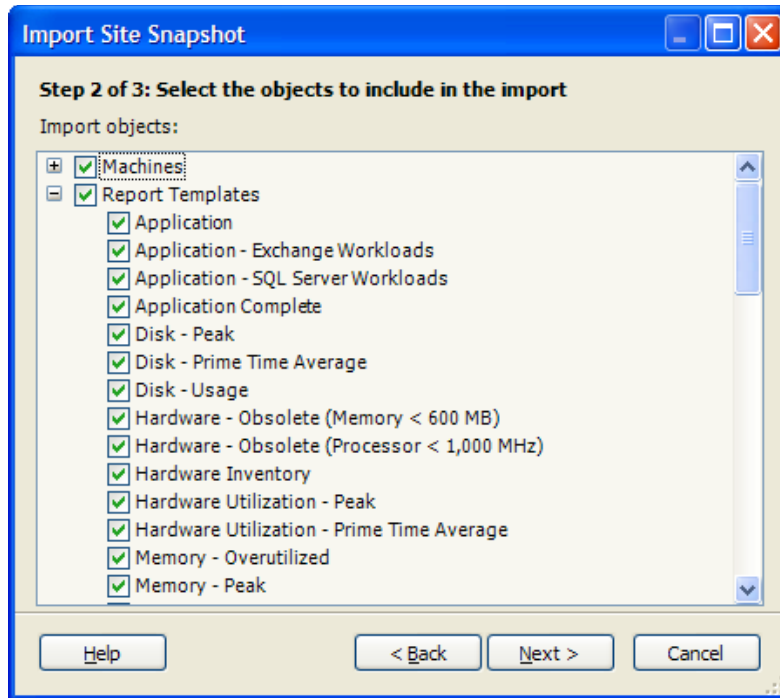 Import Site Snapshot
Step 2 of 3: Select the objects to include in the import
Import objects:
Machines
Report Templates
Application
Application - Exchange Workloads
Application - SQL Server Workloads
Application Complete
Disk - Peak
Disk - Prime Time Average
Disk - Usage
Hardware - Obsolete (Memory < 600 MB)
Hardware - Obsolete (Processor < 1,000 MHz)
Hardware Inventory
Hardware Utilization - Peak
Hardware Utilization - Prime Time Average
Memory - Overutilized
Memory - Peak
Help < Back Next > Cancel